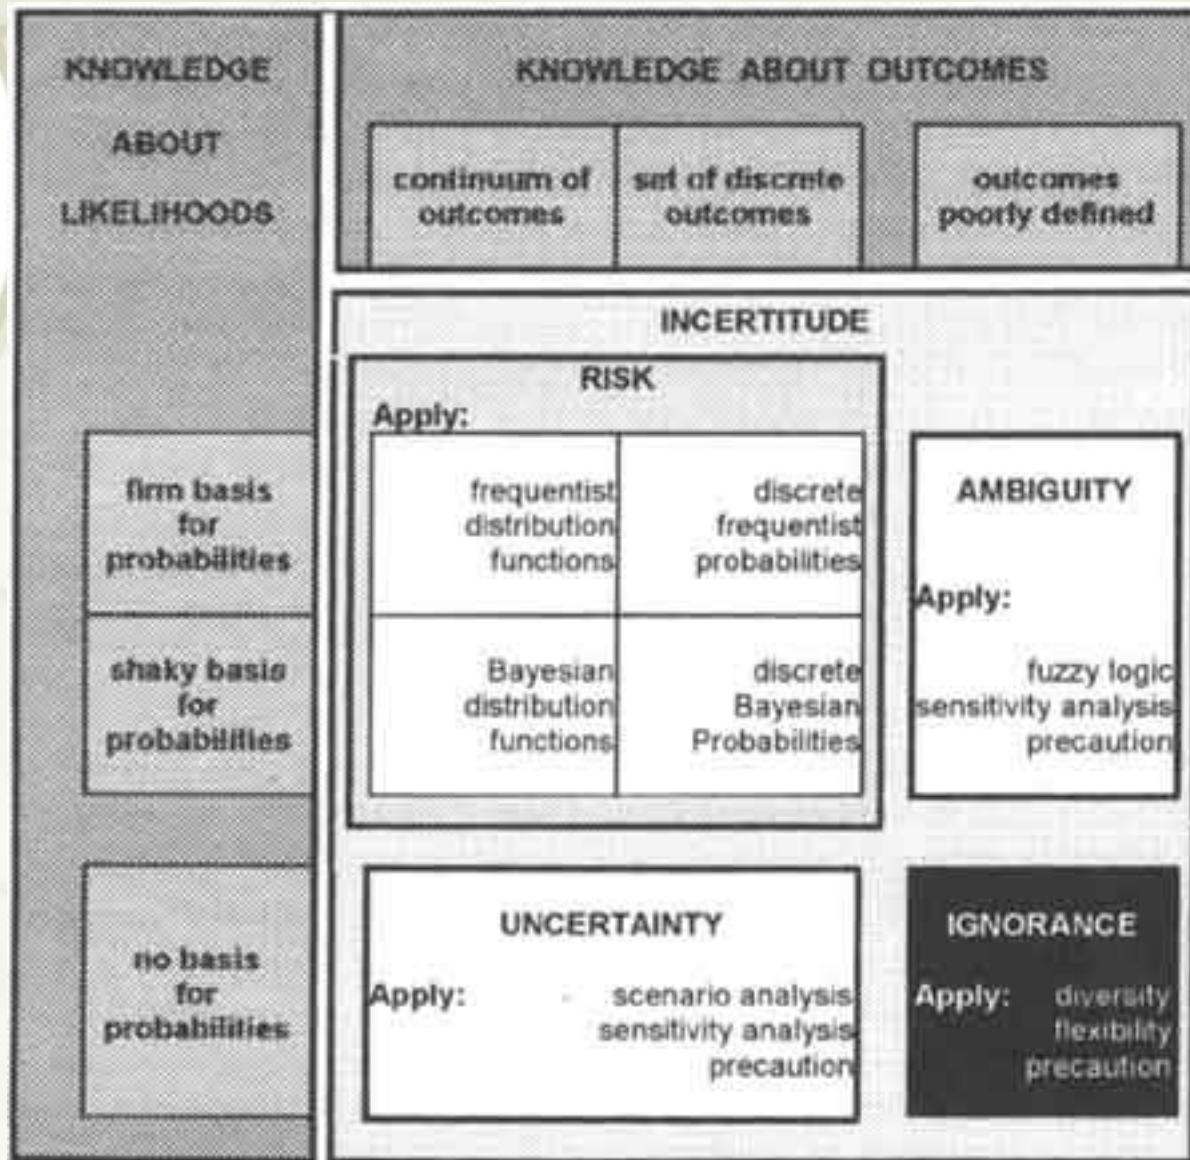 KNOWLEDGE
ABOUT
LIKELIHOODS
KNOWLEDGE ABOUT OUTCOMES
continuum of
outcomes
set of discrete
outcomes
outcomes
poorly defined
INCERTITUDE
RISK
Apply:
firm basis
for
probabilities
frequentist
distribution
functions
discrete
frequentist
probabilities
AMBIGUITY
Apply:
fuzzy logic
sensitivity analysis
precaution
shaky basis
for
probabilities
Bayesian
distribution
functions
discrete
Bayesian
Probabilities
no basis
for
probabilities
UNCERTAINTY
Apply: scenario analysis
sensitivity analysis
precaution
IGNORANCE
Apply: diversity
flexibility
precaution